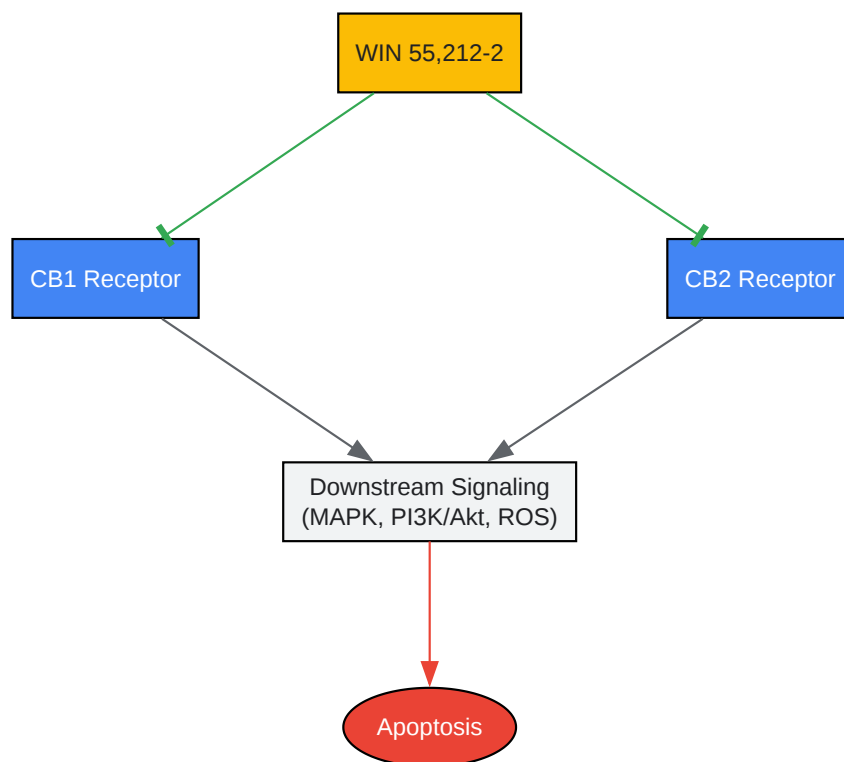 WIN 55,212-2
CB1 Receptor
CB2 Receptor
Downstream Signaling
(MAPK, PI3K/Akt, ROS)
Apoptosis